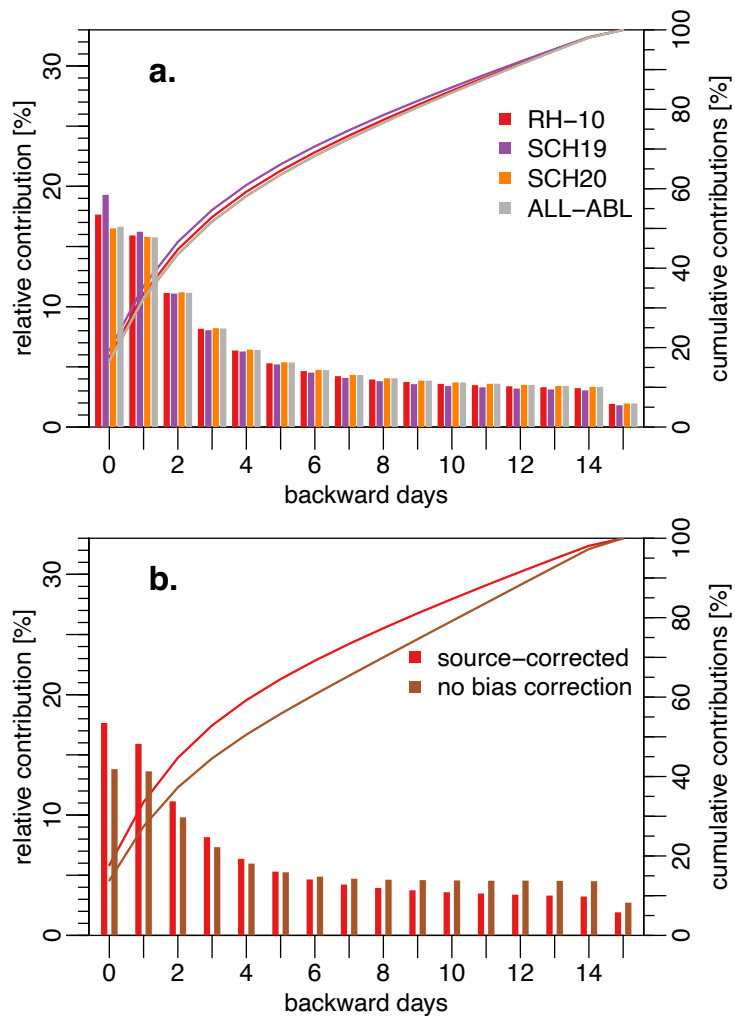 a.
relative contribution [%]
0 10 20 30
RH−10
SCH19
SCH20
ALL−ABL
cumulative contributions [%]
0 20 40 60 80 100
0 2 4 6 8 10 12 14
backward days
b.
relative contribution [%]
0 10 20 30
source−corrected
no bias correction
cumulative contributions [%]
0 20 40 60 80 100
0 2 4 6 8 10 12 14
backward days